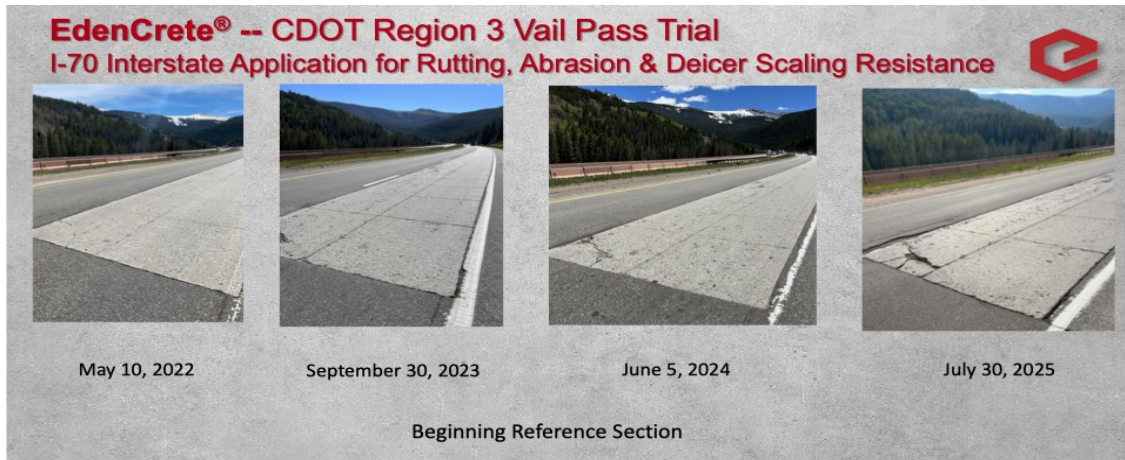 EdenCrete® -- CDOT Region 3 Vail Pass Trial
I-70 Interstate Application for Rutting, Abrasion & Deicer Scaling Resistance
May 10, 2022
September 30, 2023
June 5, 2024
July 30, 2025
Beginning Reference Section